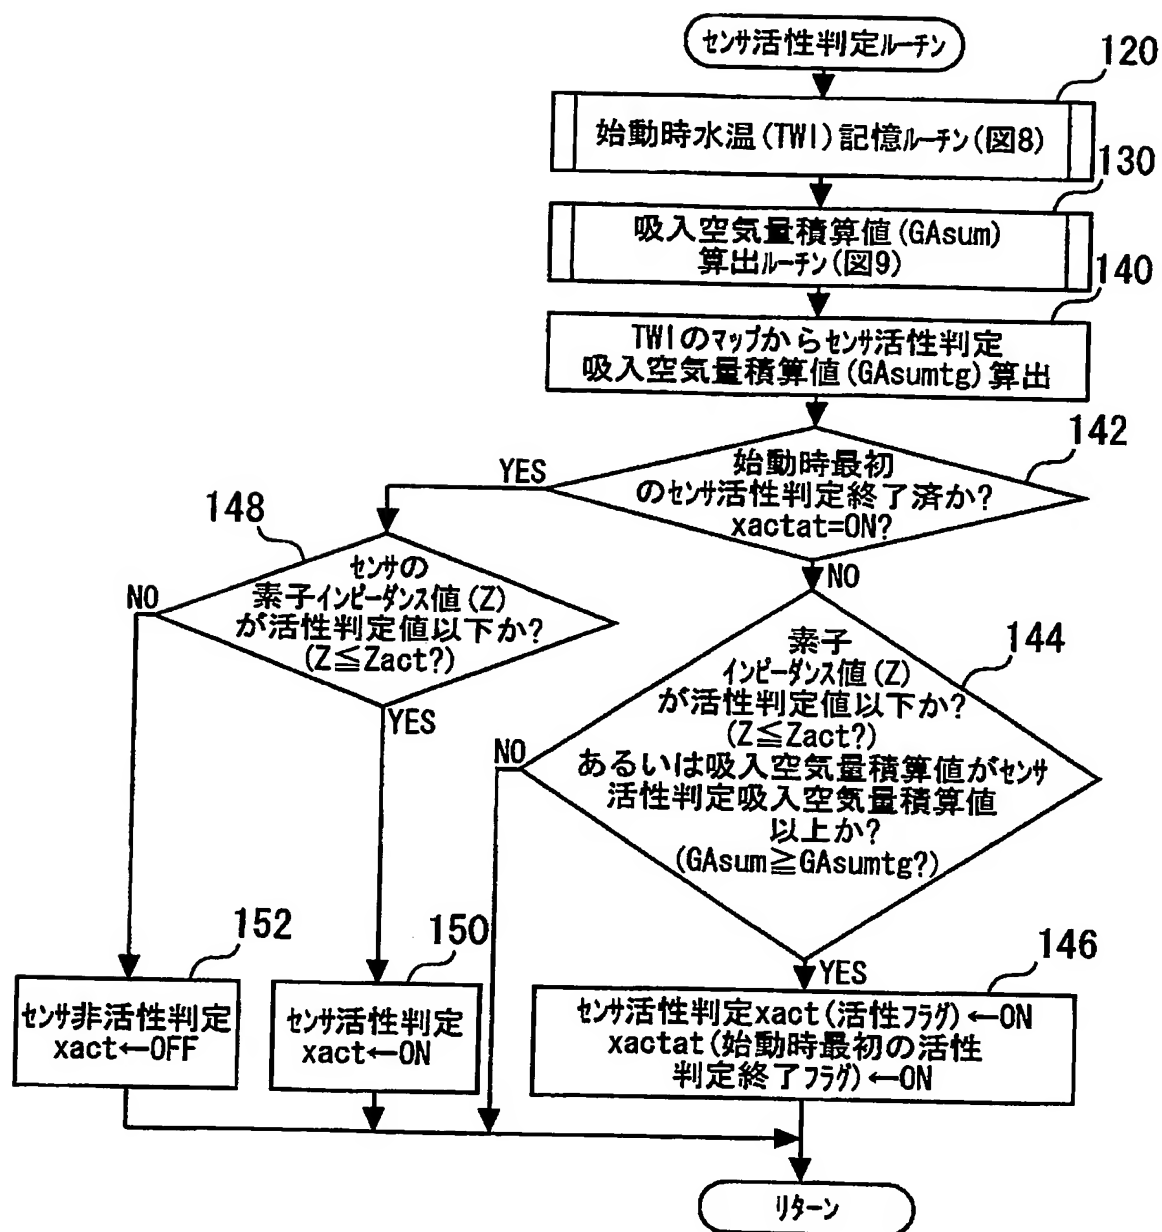 センサ活性判定ルーチン
120
始動時水温(TWI)記憶ルーチン(図8)
130
吸入空気量積算値(GAsum)
算出ルーチン(図9)
140
TWIのマップからセンサ活性判定
吸入空気量積算値(GAsumtg)算出
142
始動時最初
のセンサ活性判定終了済か?
xactat=ON?
YES
NO
148
センサの
素子インピーダンス値(Z)
が活性判定値以下か?
(Z≦Zact?)
NO
YES
144
素子
インピーダンス値(Z)
が活性判定値以下か?
(Z≦Zact?)
あるいは吸入空気量積算値がセンサ
活性判定吸入空気量積算値
以上か?
(GAsum≧GAsumtg?)
NO
YES
152
センサ非活性判定
xact←OFF
150
センサ活性判定
xact←ON
146
センサ活性判定xact(活性フラグ)←ON
xactat(始動時最初の活性
判定終了フラグ)←ON
リターン